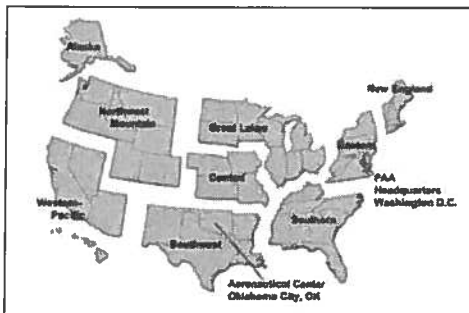 Alaska
New England
Northwest
Mountain
Great Lakes
Eastern
Central
FAA
Headquarters
Washington D.C.
Western-
Pacific
Southern
Southwest
Aeronautical Center
Oklahoma City, OK